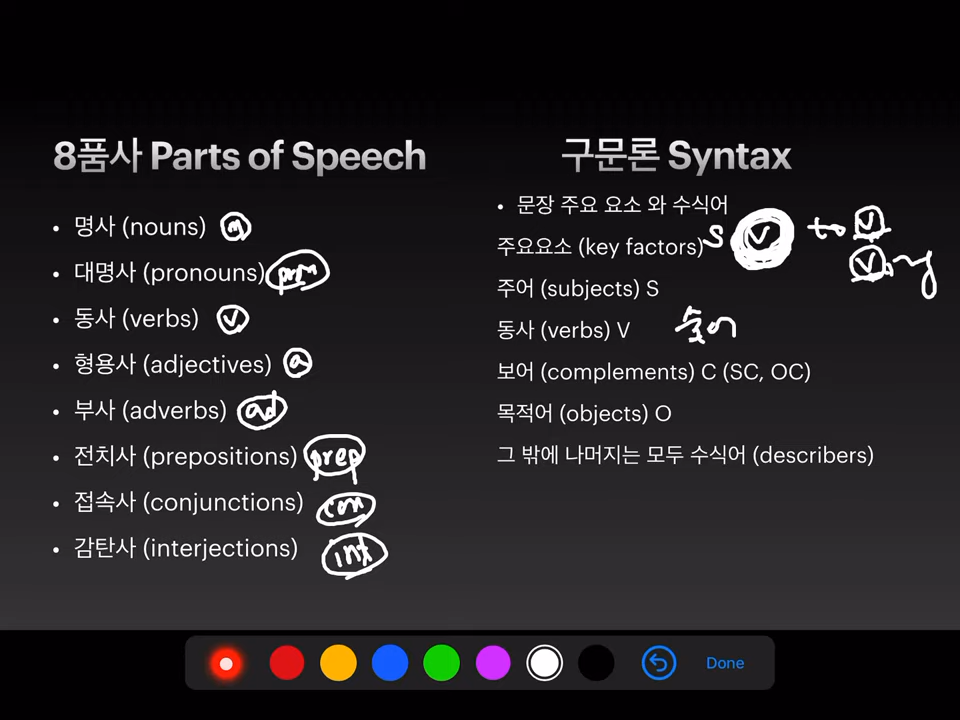 8품사 Parts of Speech
• 명사 (nouns) n
• 대명사 (pronouns) pron
• 동사 (verbs) v
• 형용사 (adjectives) a
• 부사 (adverbs) ad
• 전치사 (prepositions) prep
• 접속사 (conjunctions) con
• 감탄사 (interjections) int
구문론 Syntax
• 문장 주요 요소 와 수식어
주요요소 (key factors) S V to V
V
주어 (subjects) S
동사 (verbs) V 술어
보어 (complements) C (SC, OC)
목적어 (objects) O
그 밖에 나머지는 모두 수식어 (describers)
Done